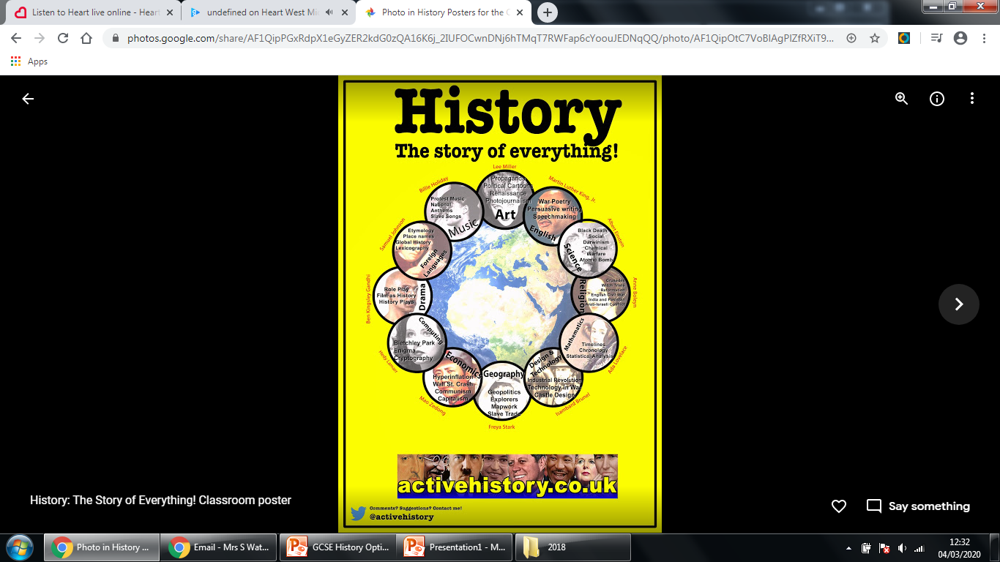 Listen to Heart live online - Heart
undefined on Heart West Mi
Photo in History Posters for the C
photos.google.com/share/AF1QipPGxRdpX1eGyZER2kdG0zQA16K6j_2IUFOCwnDNj6hTMqT7RWFap6cYoouJEDNqQQ/photo/AF1QipOtC7VoBIAgPlZfRXiT9...
Apps
History
The story of everything!
Lee Miller
Propaganda
Political Cartoons
Renaissance
Photojournalism
Art
Martin Luther King, Jr.
War Poetry
Persuasive writing
Speechmaking
English
Albert Einstein
Black Death
Social
Darwinism
Chemical
Warfare
Atomic Bomb
Science
Anne Boleyn
Crusades
Witch Trials
Reformation
English Civil War
India and Pakistan
Arab-Israeli Conflict
Religion
Ada Lovelace
Mathematics
Timelines
Chronology
Statistical Analysis
Isambard Brunel
Design &
Technology
Industrial Revolution
Technology in War
Castle Design
Freya Stark
Geography
Geopolitics
Explorers
Mapwork
Slave Trade
Mao Zedong
Economics
Hyperinflation
Wall St. Crash
Communism
Capitalism
Hedy Lamarr
Computing
Bletchley Park
Enigma
Cryptography
Ben Kingsley Gandhi
Role Play
Film as History
History Plays
Drama
Samuel Johnson
Etymology
Place names
Global History
Lexicography
Foreign
Languages
Billie Holiday
Protest Music
National
Anthems
Slave Songs
Music
activehistory.co.uk
Comments? Suggestions? Contact me!
@activehistory
History: The Story of Everything! Classroom poster
Say something
Photo in History ...
Email - Mrs S Wat...
GCSE History Opti...
Presentation1 - M...
2018
12:32
04/03/2020